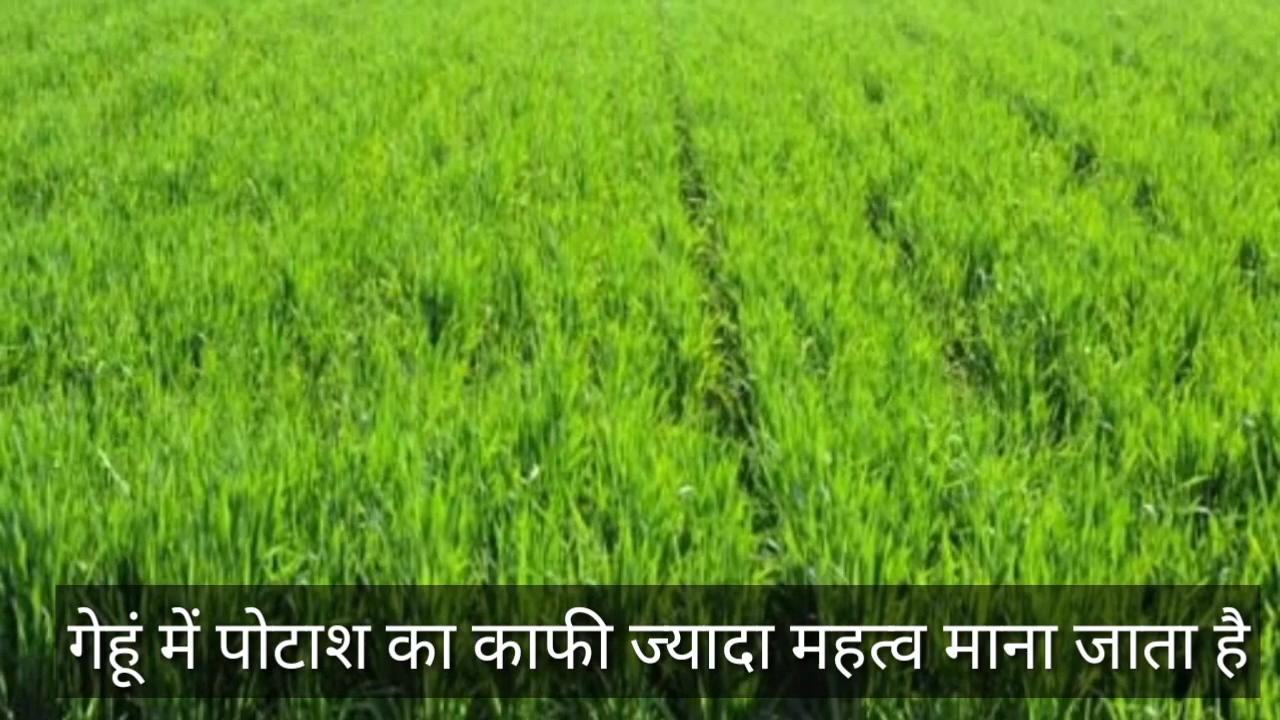 गेहूं में पोटाश का काफी ज्यादा महत्व माना जाता है